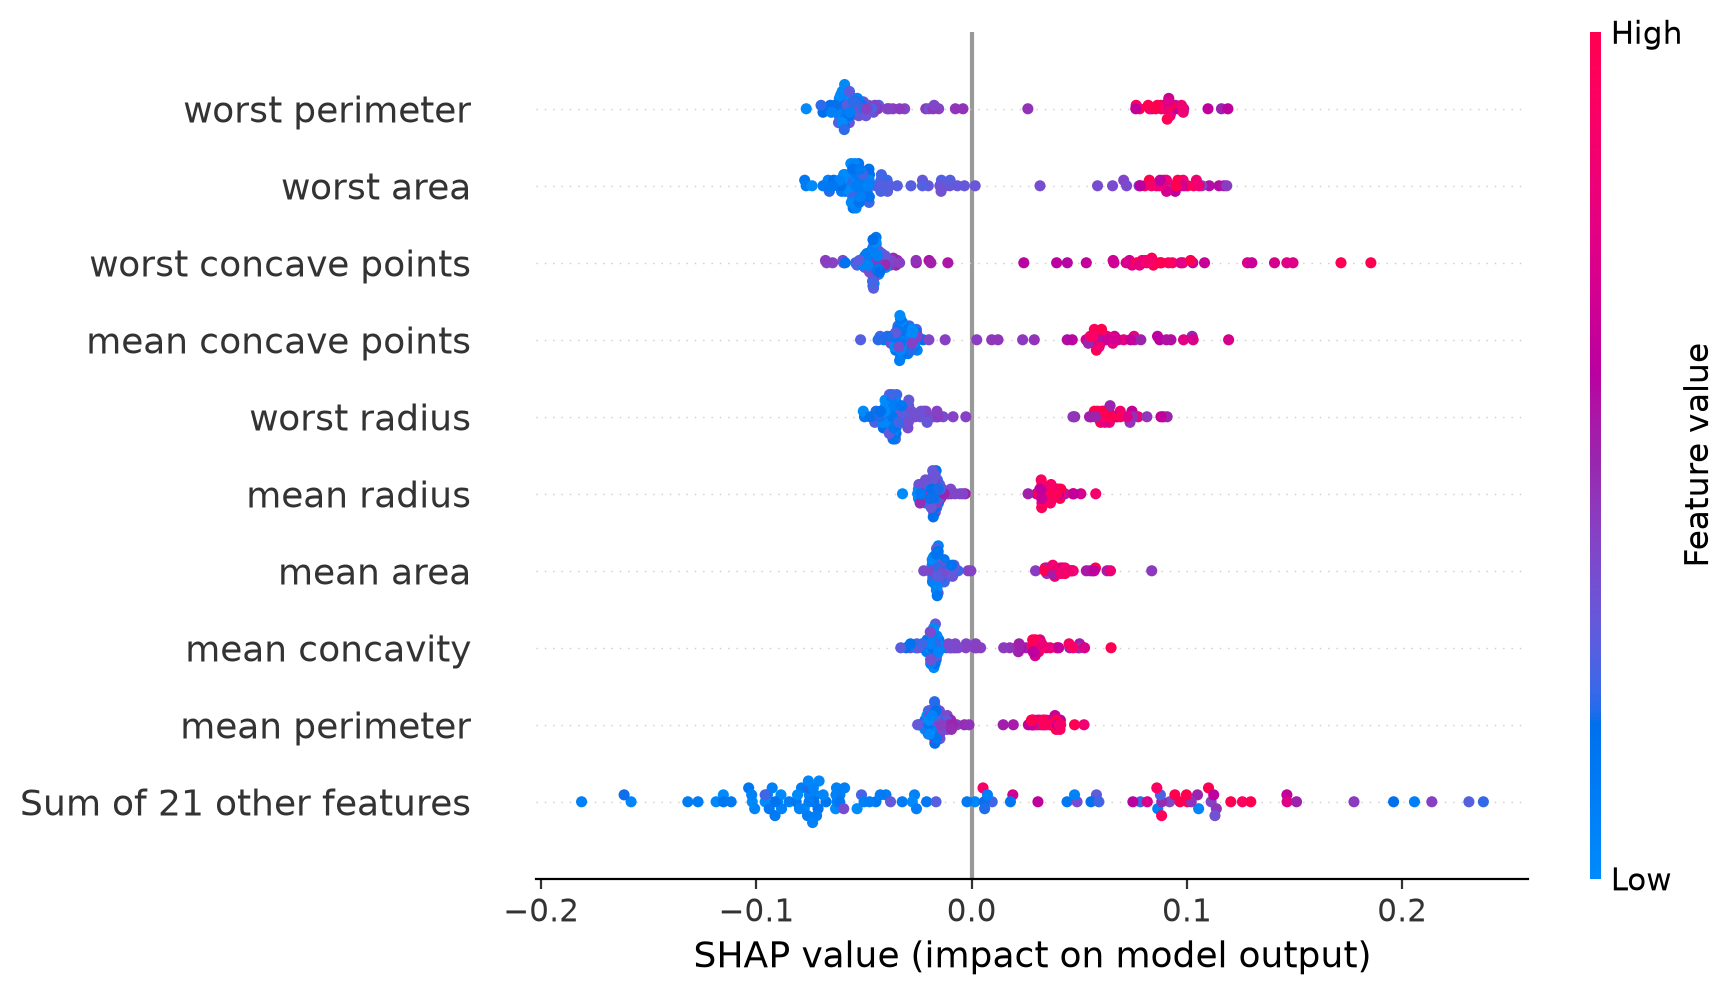 High
worst perimeter
worst area
worst concave points
mean concave points
worst radius
mean radius
mean area
mean concavity
mean perimeter
Sum of 21 other features
Feature value
Low
−0.2 −0.1 0.0 0.1 0.2
SHAP value (impact on model output)